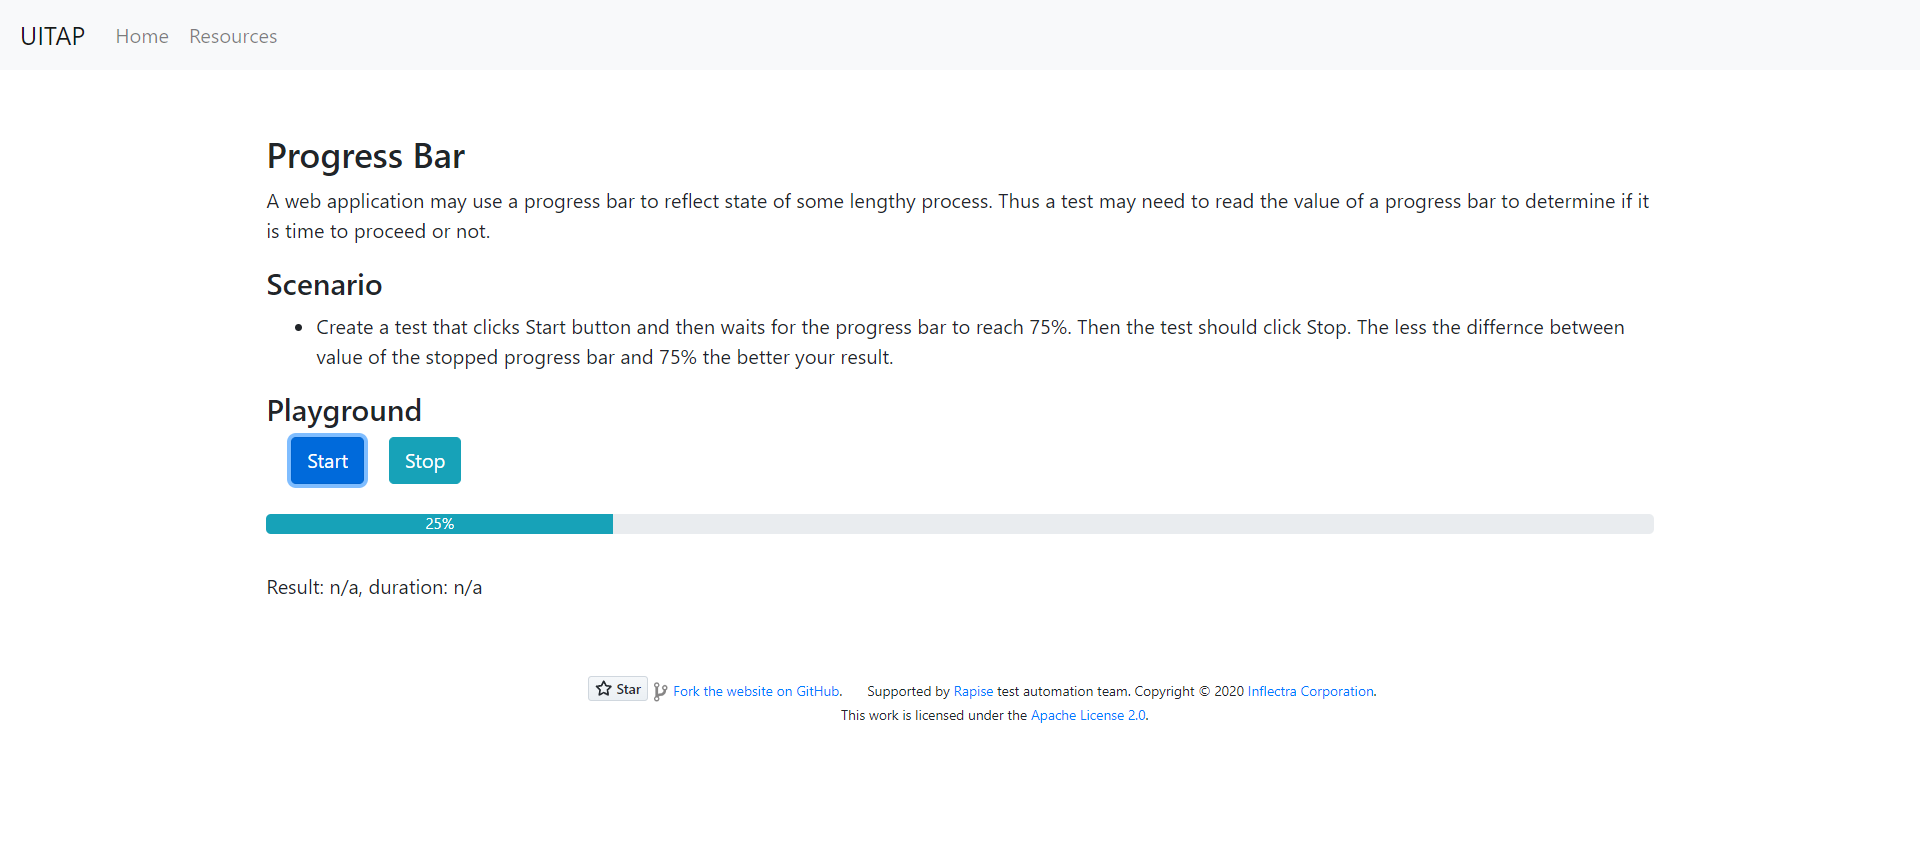 UITAP Home Resources
Progress Bar
A web application may use a progress bar to reflect state of some lengthy process. Thus a test may need to read the value of a progress bar to determine if it
is time to proceed or not.
Scenario
Create a test that clicks Start button and then waits for the progress bar to reach 75%. Then the test should click Stop. The less the differnce between
value of the stopped progress bar and 75% the better your result.
Playground
Start Stop
25%
Result: n/a, duration: n/a
Star Fork the website on GitHub. Supported by Rapise test automation team. Copyright © 2020 Inflectra Corporation.
This work is licensed under the Apache License 2.0.